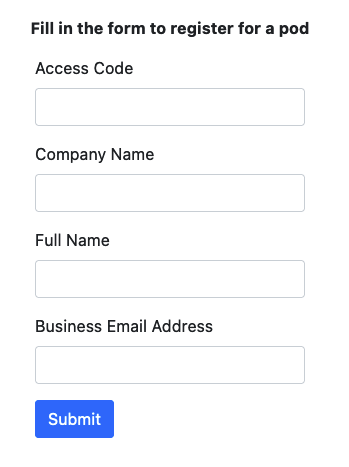 Fill in the form to register for a pod
Access Code
Company Name
Full Name
Business Email Address
Submit